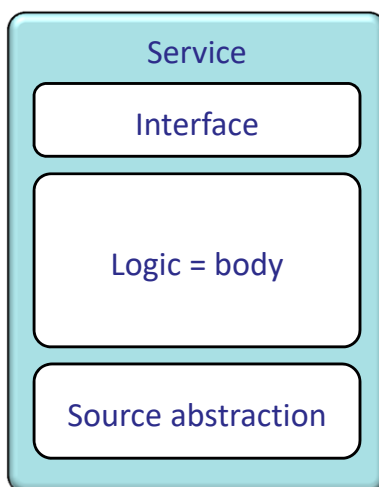 Service
Interface
Logic = body
Source abstraction